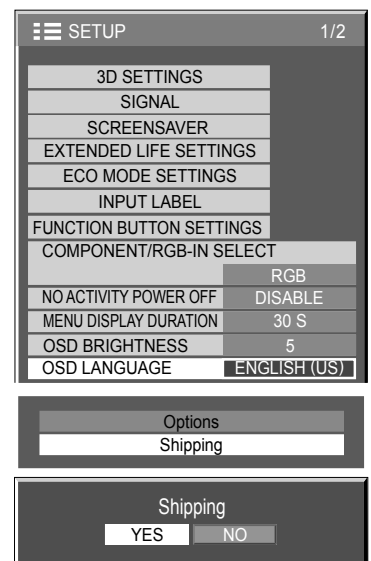 SETUP 1/2
3D SETTINGS
SIGNAL
SCREENSAVER
EXTENDED LIFE SETTINGS
ECO MODE SETTINGS
INPUT LABEL
FUNCTION BUTTON SETTINGS
COMPONENT/RGB-IN SELECT
RGB
NO ACTIVITY POWER OFF DISABLE
MENU DISPLAY DURATION 30 S
OSD BRIGHTNESS 5
OSD LANGUAGE ENGLISH (US)
Options
Shipping
Shipping
YES NO